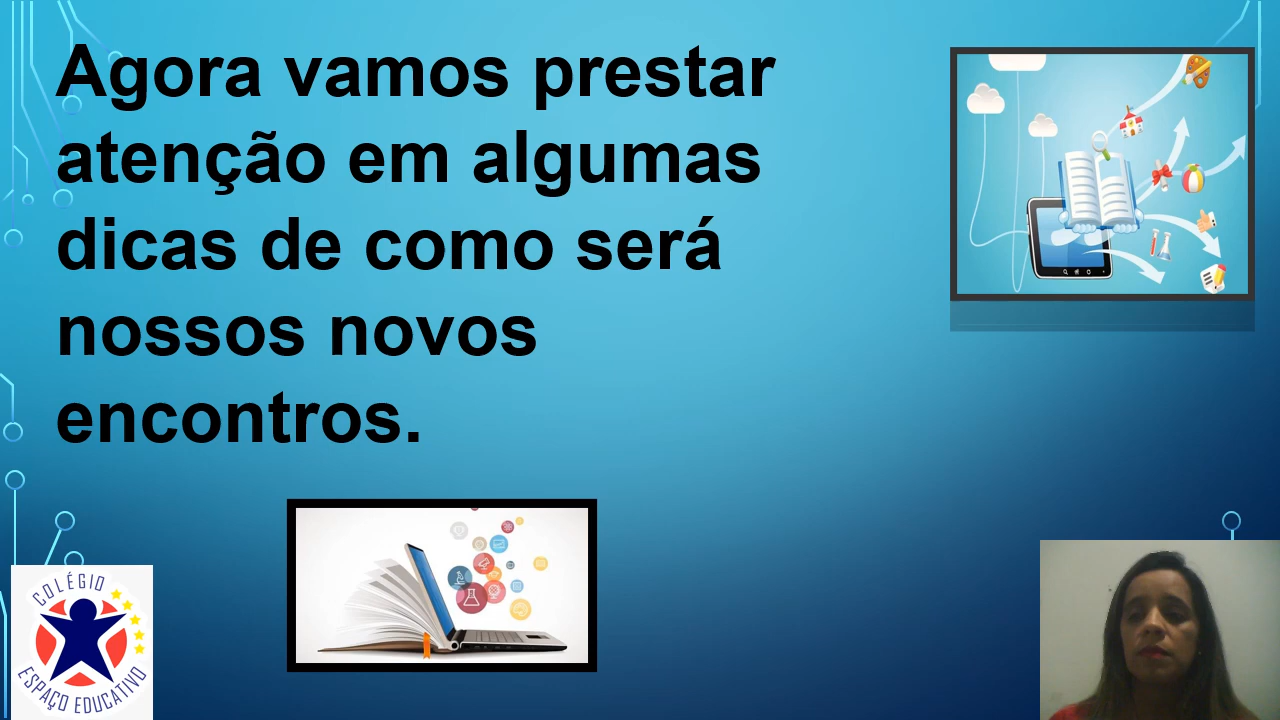 Agora vamos prestar
atenção em algumas
dicas de como será
nossos novos
encontros.
COLÉGIO
ESPAÇO EDUCATIVO